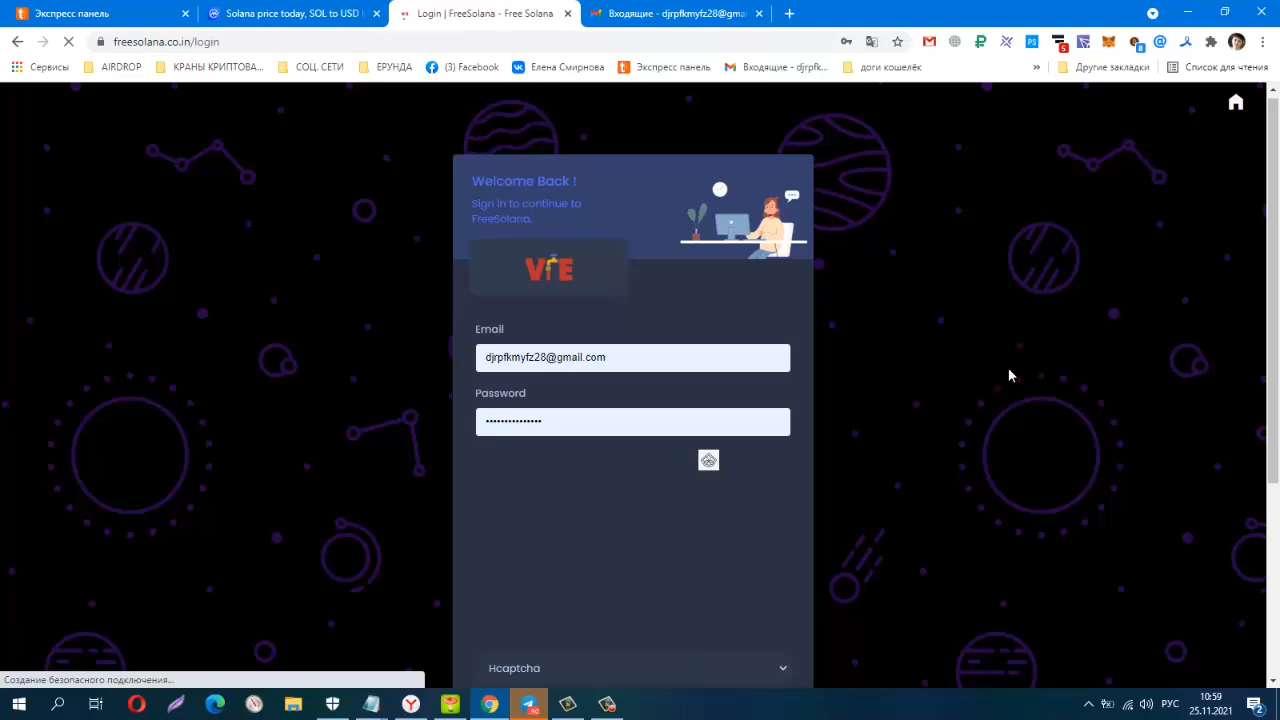 Экспресс панель
Solana price today, SOL to USD l
Login | FreeSolana - Free Solana
Входящие - djrpfkmyfz28@gma
freesolana.co.in/login
Сервисы
AIRDROP
КРАНЫ КРИПТОВА...
СОЦ. СЕТИ
ЕРУНДА
(3) Facebook
Елена Смирнова
Экспресс панель
Входящие - djrpfk...
доги кошелёк
»
Другие закладки
Список для чтения
Welcome Back !
Sign in to continue to
FreeSolana.
VFE
Email
djrpfkmyfz28@gmail.com
Password
•••••••••••••••
Hcaptcha
Создание безопасного подключения...
РУС
10:59
25.11.2021
2